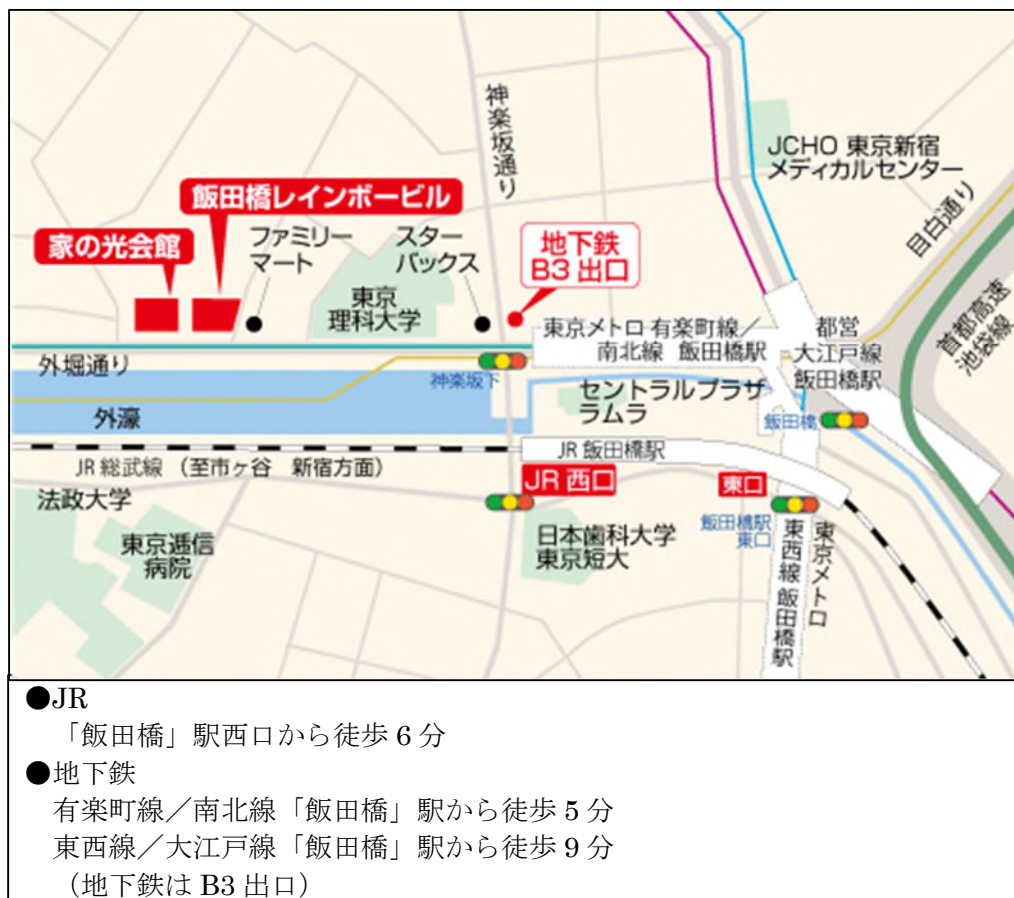 神楽坂通り
JCHO 東京新宿
メディカルセンター
目白通り
首都高速
池袋線
飯田橋レインボービル
家の光会館
ファミリー
マート
スター
バックス
地下鉄
B3 出口
東京
理科大学
東京メトロ 有楽町線／
南北線 飯田橋駅
都営
大江戸線
飯田橋駅
外堀通り
神楽坂下
セントラルプラザ
ラムラ
飯田橋
外濠
JR 飯田橋駅
JR 総武線 （至市ヶ谷　新宿方面）
JR 西口
東口
法政大学
東京逓信
病院
日本歯科大学
東京短大
飯田橋駅
東口
東京メトロ
東西線 飯田橋駅
●JR
「飯田橋」駅西口から徒歩 6 分
●地下鉄
有楽町線／南北線「飯田橋」駅から徒歩 5 分
東西線／大江戸線「飯田橋」駅から徒歩 9 分
（地下鉄は B3 出口）